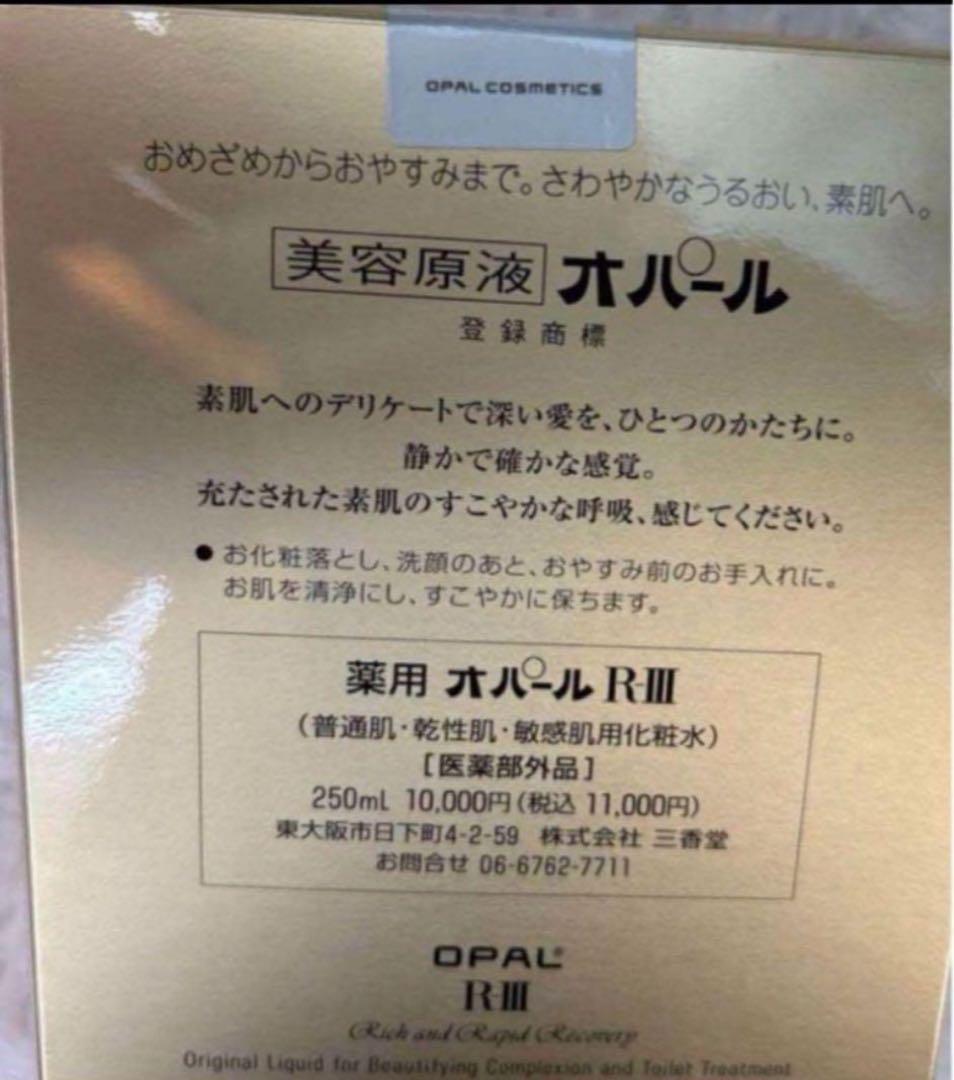 OPAL COSMETICS
おめざめからおやすみまで。さわやかなうるおい、素肌へ。
美容原液 オパール
登録商標
素肌へのデリケートで深い愛を、ひとつのかたちに。
静かで確かな感覚。
充たされた素肌のすこやかな呼吸、感じてください。
● お化粧落とし、洗顔のあと、おやすみ前のお手入れに。
お肌を清浄にし、すこやかに保ちます。
薬用 オパール R-III
(普通肌・乾性肌・敏感肌用化粧水)
[医薬部外品]
250mL 10,000円(税込 11,000円)
東大阪市日下町4-2-59 株式会社 三香堂
お問合せ 06-6762-7711
OPAL®
R-III
Rich and Rapid Recovery
Original Liquid for Beautifying Complexion and Toilet Treatment